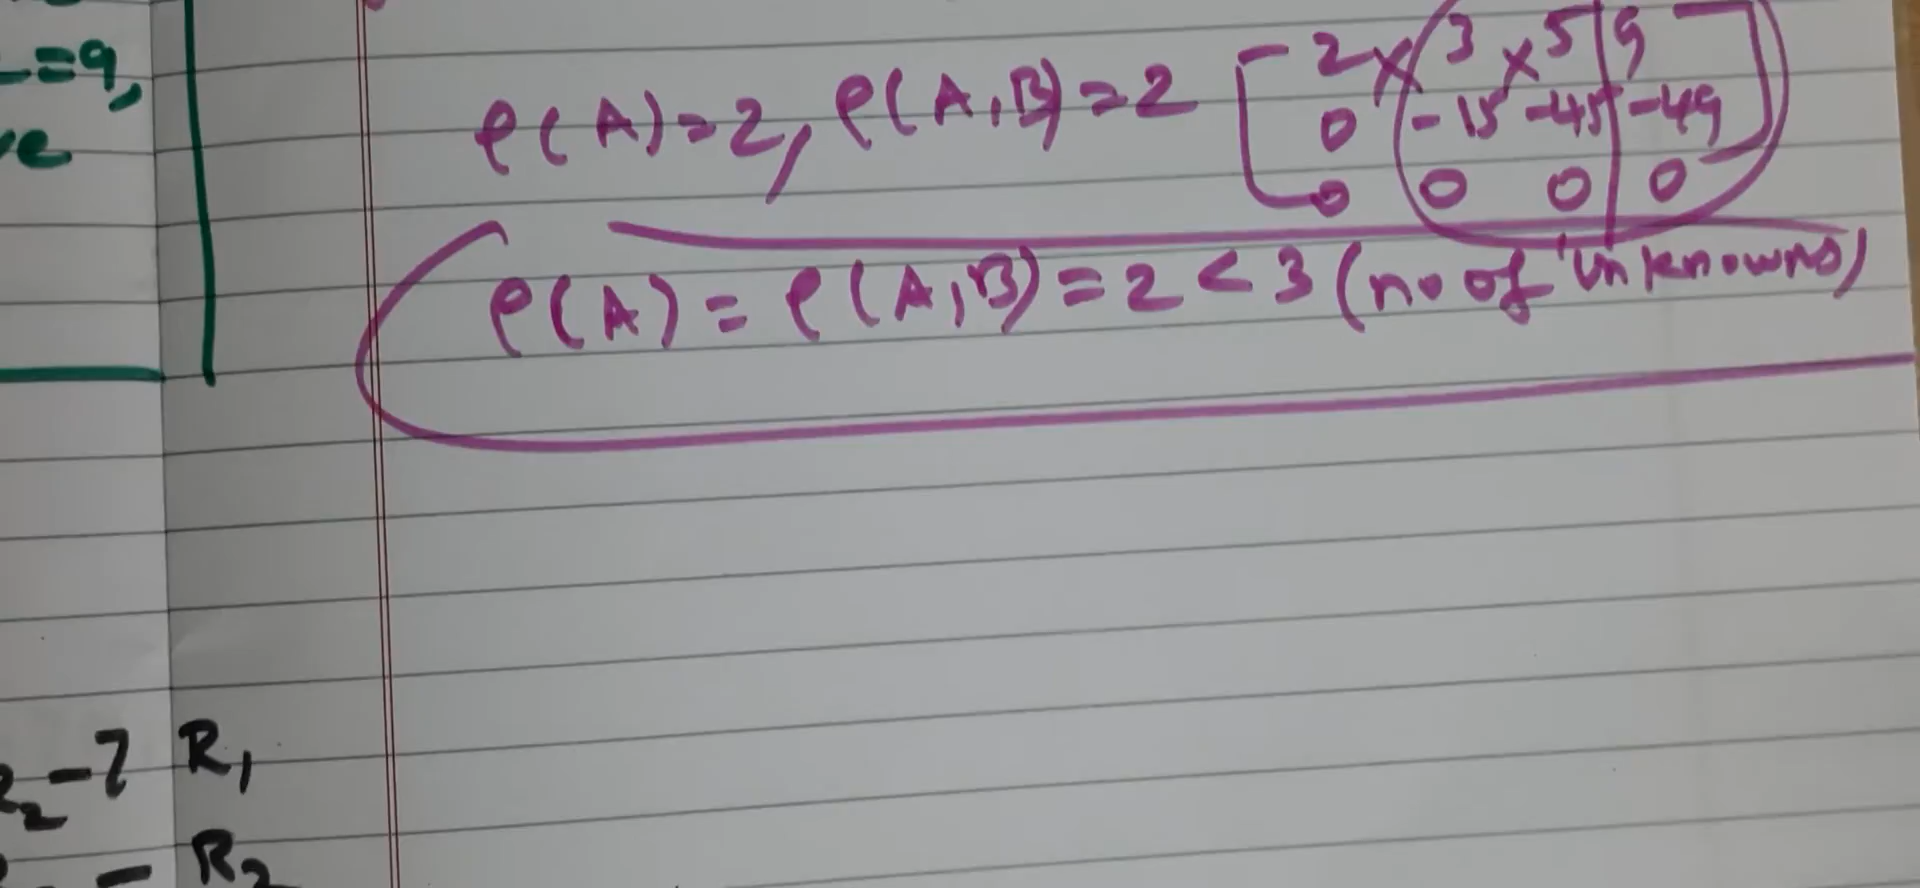 =9,
ρ(A)=2, ρ(A,B)=2
2 3 5 | 9
0 -15 -45 | -49
0 0 0 | 0
ρ(A) = ρ(A,B) = 2 < 3 (no of unknowns)
-7 R1
- R2